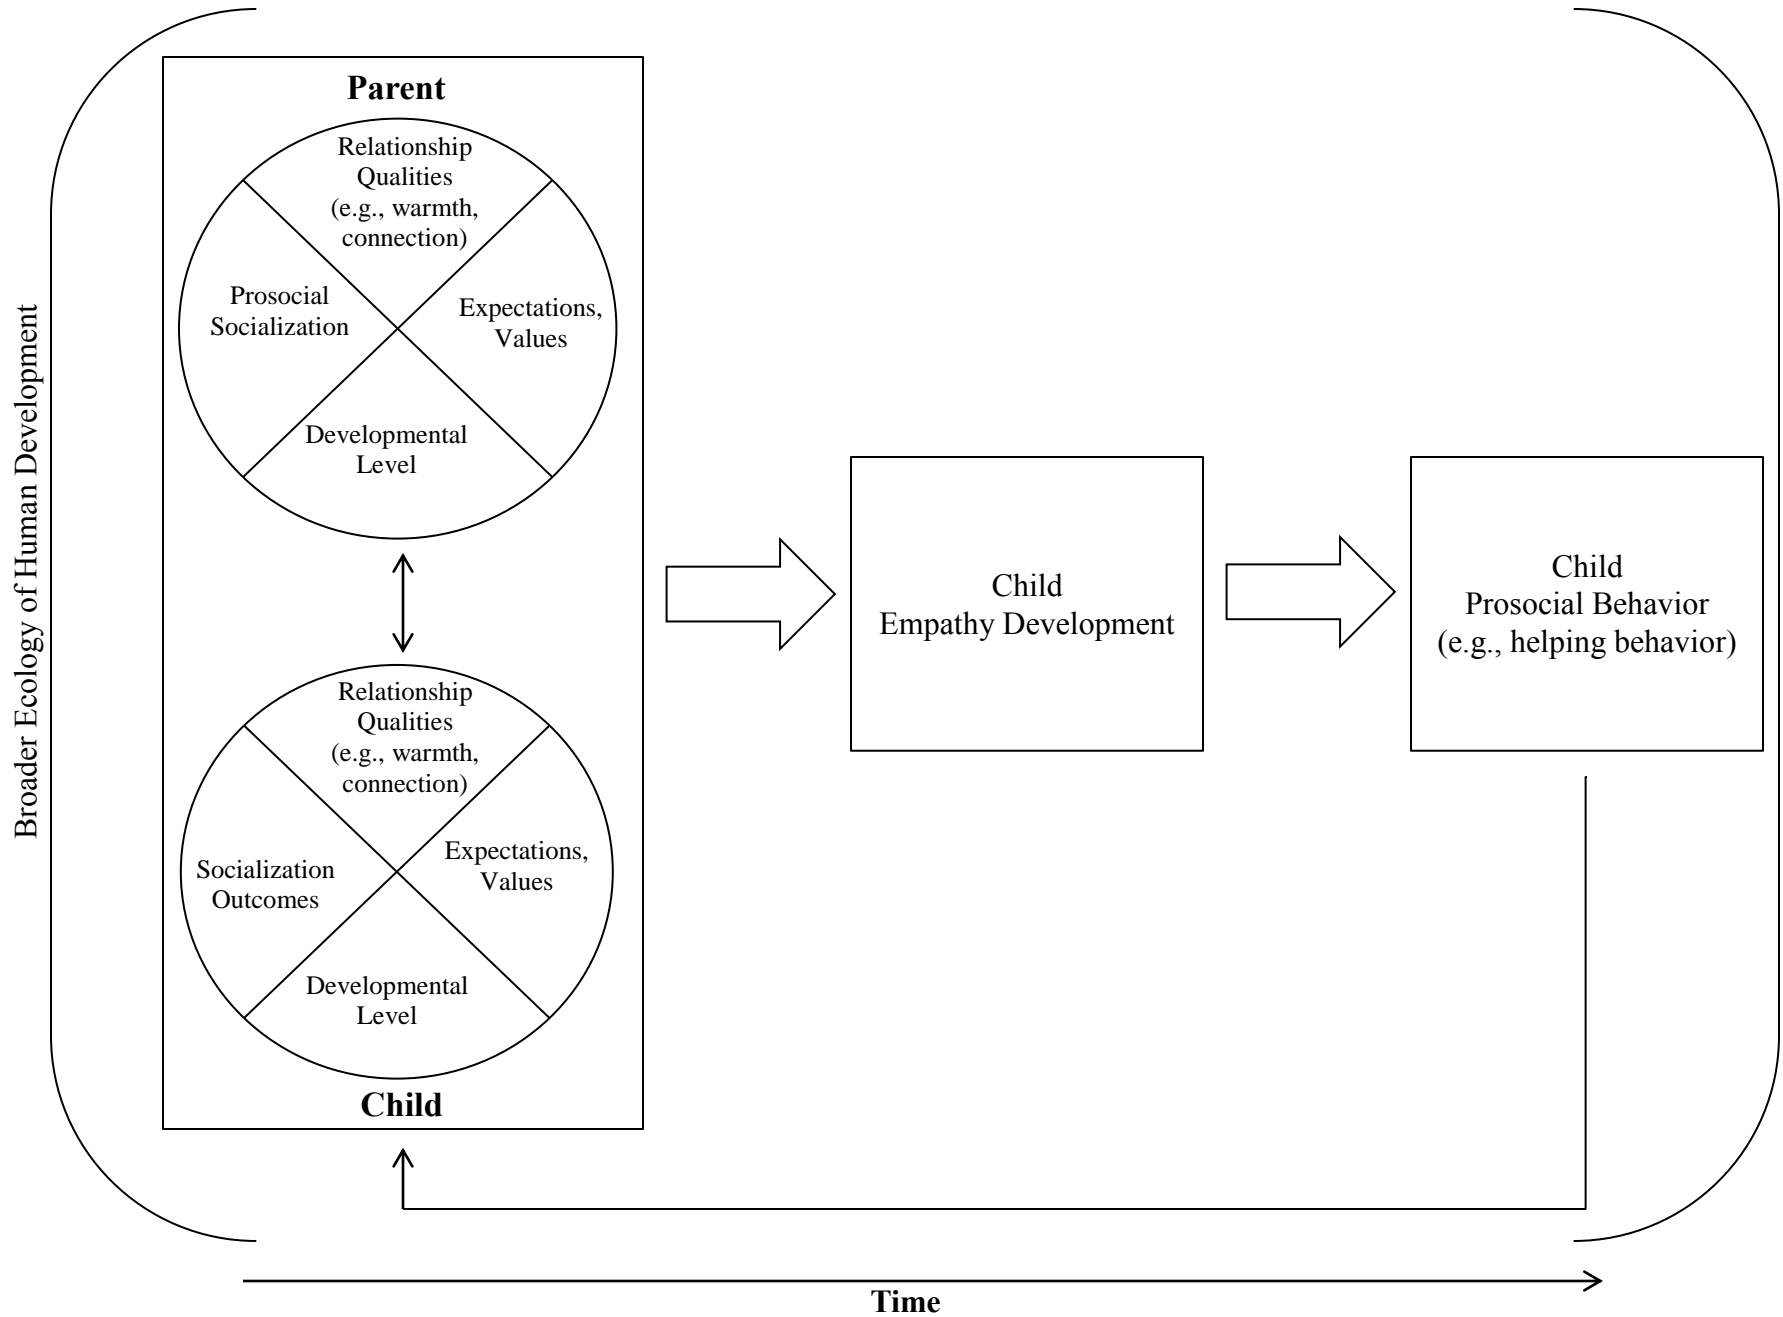 Broader Ecology of Human Development
Parent
Relationship
Qualities
(e.g., warmth,
connection)
Prosocial
Socialization
Expectations,
Values
Developmental
Level
Relationship
Qualities
(e.g., warmth,
connection)
Socialization
Outcomes
Expectations,
Values
Developmental
Level
Child
Child
Empathy Development
Child
Prosocial Behavior
(e.g., helping behavior)
Time